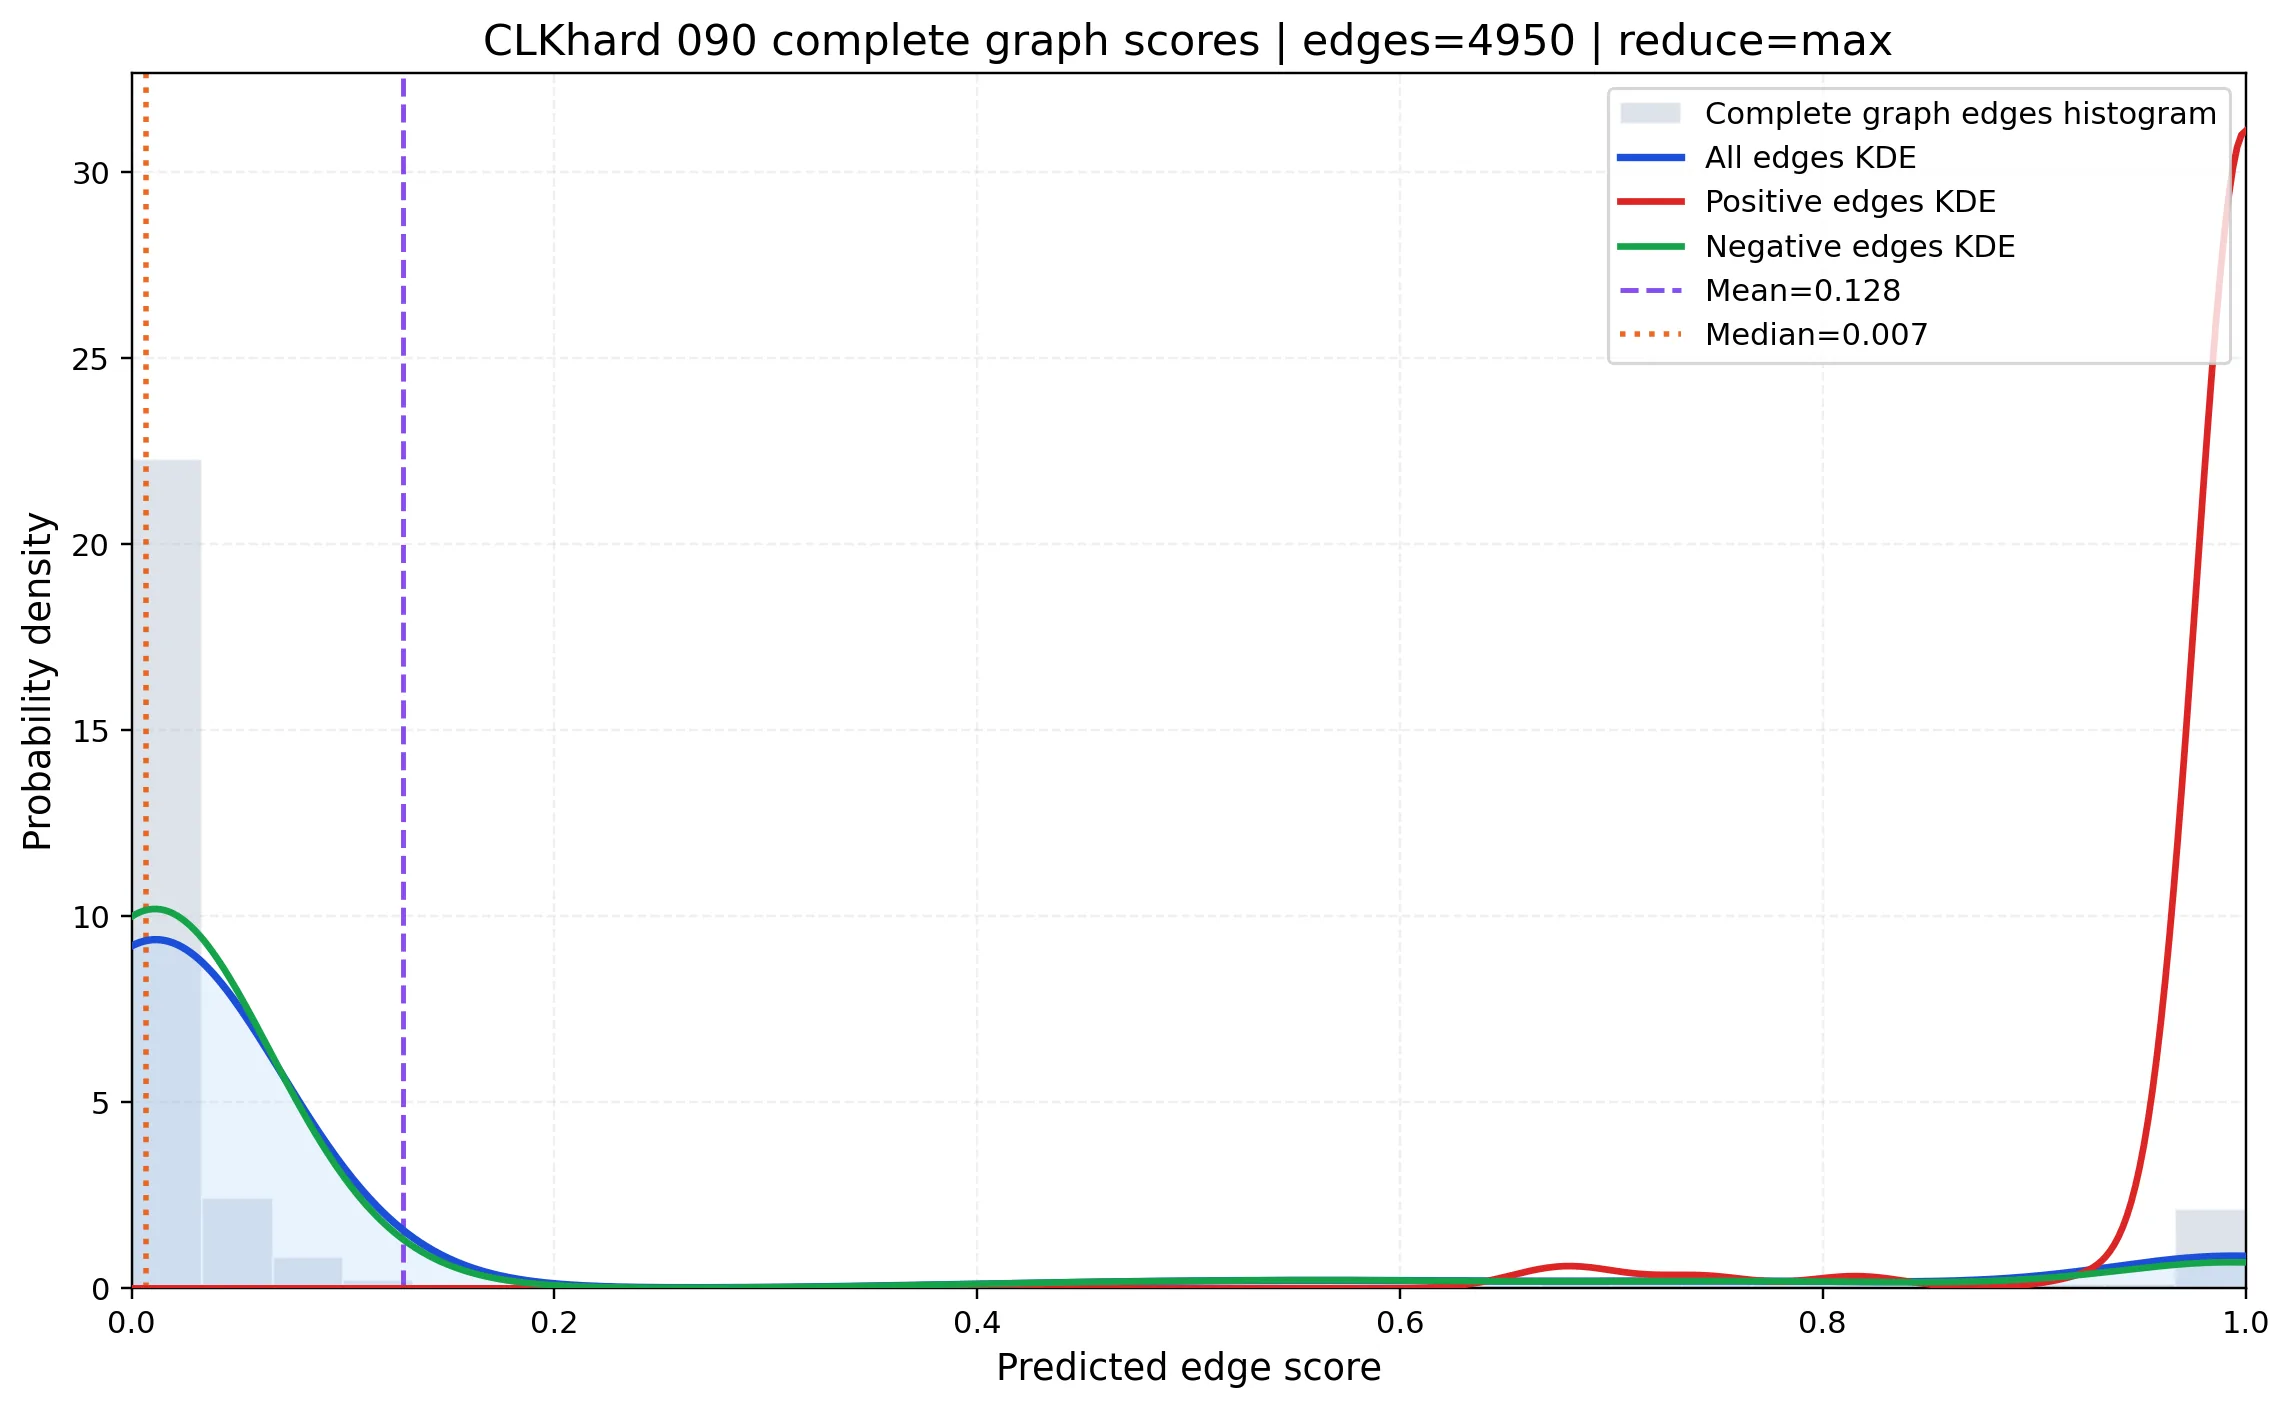 CLKhard 090 complete graph scores | edges=4950 | reduce=max
Complete graph edges histogram
All edges KDE
Positive edges KDE
Negative edges KDE
Mean=0.128
Median=0.007
Probability density
30
25
20
15
10
5
0
0.0 0.2 0.4 0.6 0.8 1.0
Predicted edge score